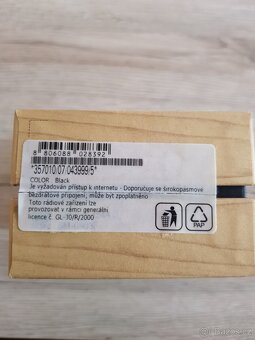 8 806088 028392
*357010/07/043999/5*
COLOR : Black
Je vyžadován přístup k internetu - Doporučuje se širokopásmové
bezdrátové připojení; může být zpoplatněno
Toto rádiové zařízení lze
provozovat v rámci generální
licence č. GL-30/R/2000
PAP